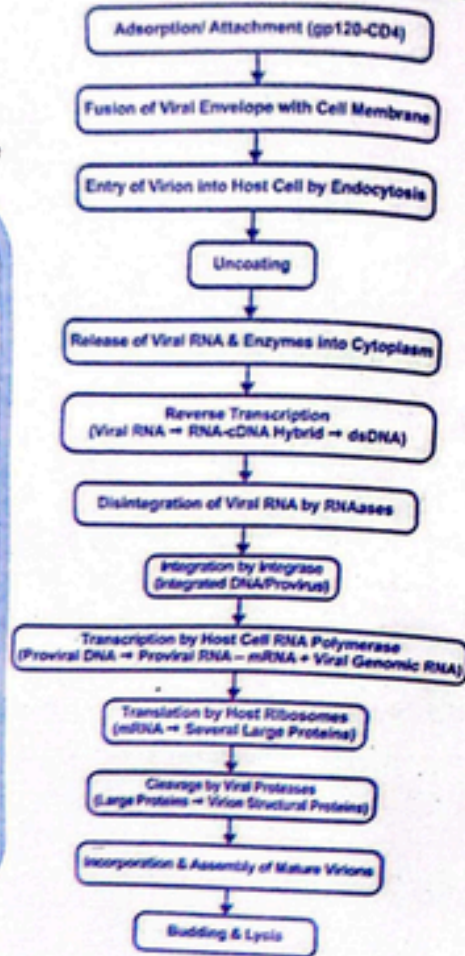 Adsorption/ Attachment (gp120-CD4)
Fusion of Viral Envelope with Cell Membrane
Entry of Virion into Host Cell by Endocytosis
Uncoating
Release of Viral RNA & Enzymes into Cytoplasm
Reverse Transcription
(Viral RNA → RNA-cDNA Hybrid → dsDNA)
Disintegration of Viral RNA by RNAases
Integration by Integrase
(Integrated DNA/Provirus)
Transcription by Host Cell RNA Polymerase
(Proviral DNA → Proviral RNA – mRNA + Viral Genomic RNA)
Translation by Host Ribosomes
(mRNA → Several Large Proteins)
Cleavage by Viral Proteases
(Large Proteins → Virion Structural Proteins)
Incorporation & Assembly of Mature Virions
Budding & Lysis